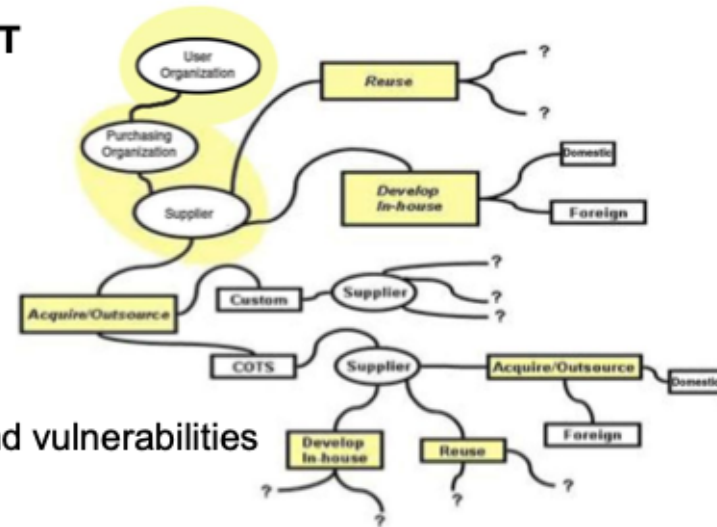 T
User
Organization
Reuse
?
?
Purchasing
Organization
Domestic
Develop
In-house
Supplier
Foreign
?
Custom
Supplier
?
Acquire/Outsource
?
COTS
Supplier
Acquire/Outsource
Domestic
nd vulnerabilities
Develop
In-house
Reuse
Foreign
?
?
?
?